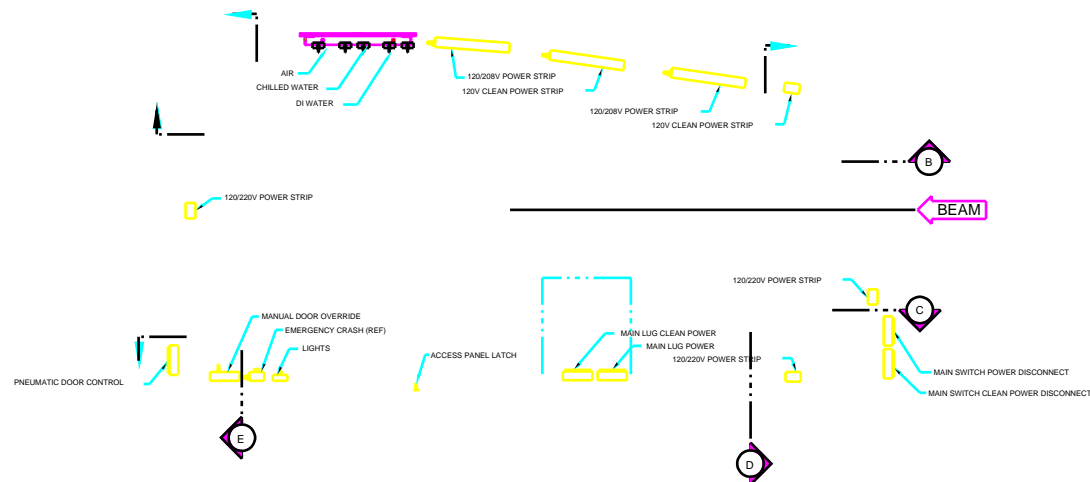 AIR
CHILLED WATER
DI WATER
120/208V POWER STRIP
120V CLEAN POWER STRIP
120/208V POWER STRIP
120V CLEAN POWER STRIP
B
120/220V POWER STRIP
BEAM
120/220V POWER STRIP
C
MANUAL DOOR OVERRIDE
EMERGENCY CRASH (REF)
LIGHTS
PNEUMATIC DOOR CONTROL
ACCESS PANEL LATCH
MAIN LUG CLEAN POWER
MAIN LUG POWER
120/220V POWER STRIP
MAIN SWITCH POWER DISCONNECT
MAIN SWITCH CLEAN POWER DISCONNECT
E
D